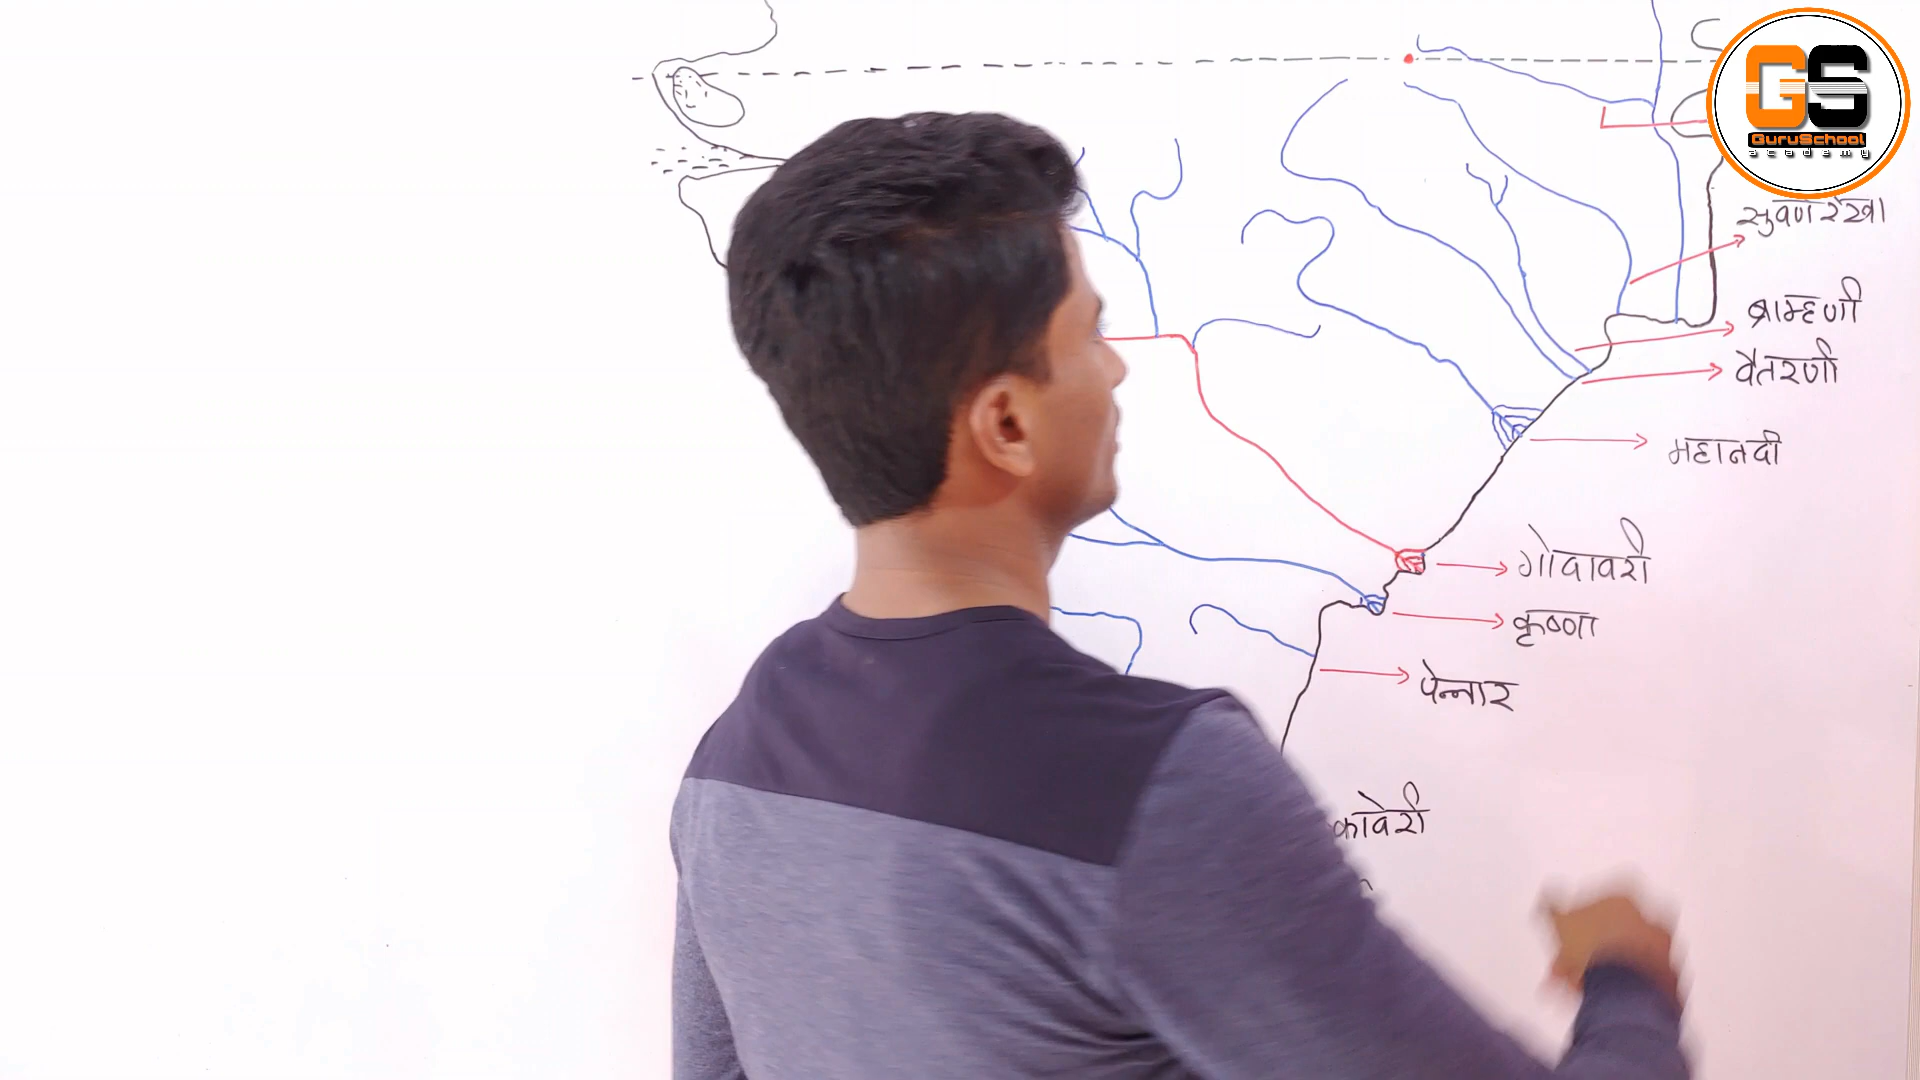 GS
GuruSchool
academy
सुवर्णरेखा
ब्राम्हणी
वैतरणी
महानदी
गोदावरी
कृष्णा
पेन्नार
कावेरी